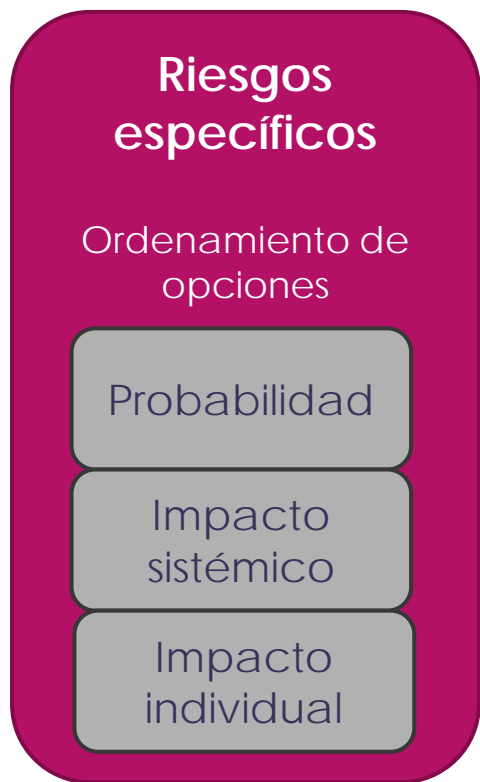 Riesgos
específicos
Ordenamiento de
opciones
Probabilidad
Impacto
sistémico
Impacto
individual